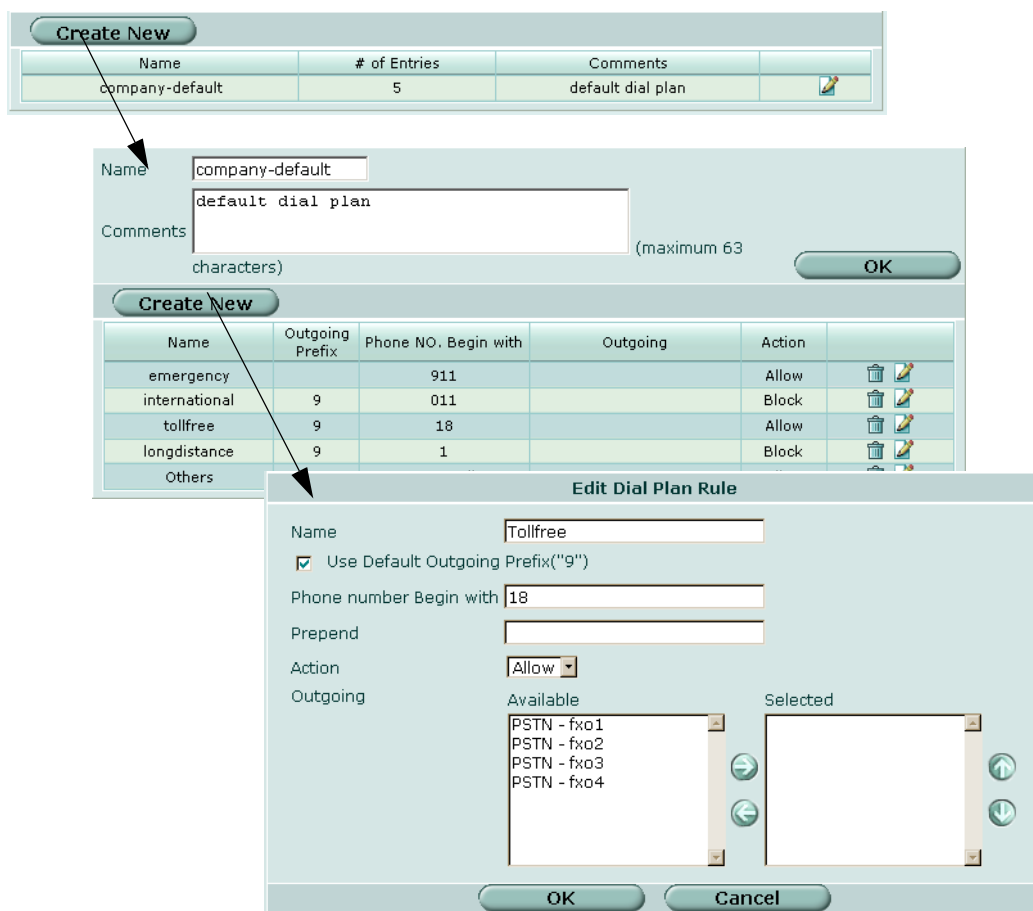 Create New
Name # of Entries Comments
company-default 5 default dial plan
Name company-default
Comments default dial plan
(maximum 63
characters)
OK
Create New
Name Outgoing Prefix Phone NO. Begin with Outgoing Action
emergency 911 Allow
international 9 011 Block
tollfree 9 18 Allow
longdistance 9 1 Block
Others
Edit Dial Plan Rule
Name Tollfree
Use Default Outgoing Prefix("9")
Phone number Begin with 18
Prepend
Action Allow
Outgoing Available Selected
PSTN - fxo1
PSTN - fxo2
PSTN - fxo3
PSTN - fxo4
OK Cancel